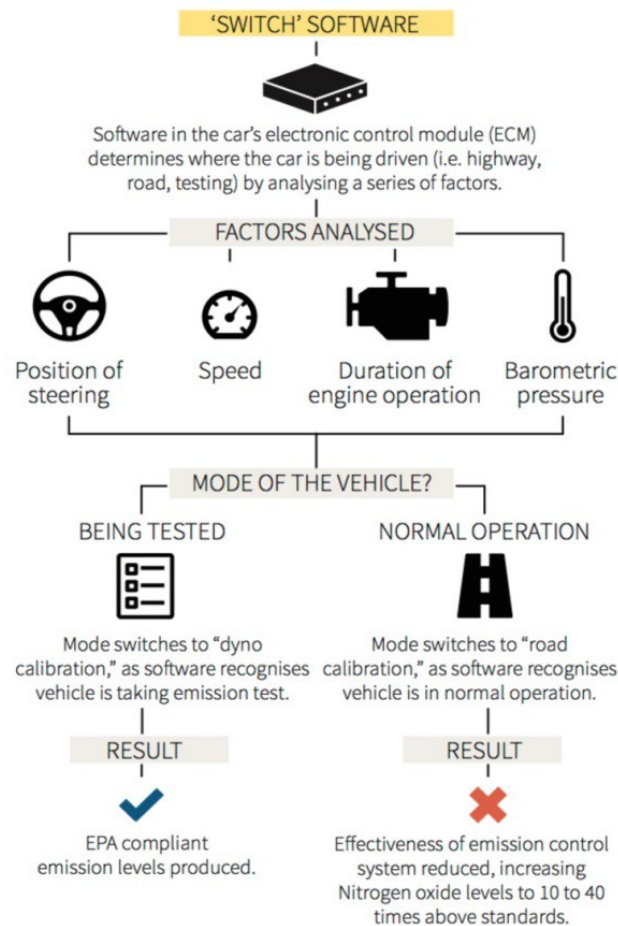 ‘SWITCH’ SOFTWARE
Software in the car’s electronic control module (ECM)
determines where the car is being driven (i.e. highway,
road, testing) by analysing a series of factors.
FACTORS ANALYSED
Position of
steering
Speed
Duration of
engine operation
Barometric
pressure
MODE OF THE VEHICLE?
BEING TESTED
Mode switches to “dyno
calibration,” as software recognises
vehicle is taking emission test.
RESULT
EPA compliant
emission levels produced.
NORMAL OPERATION
Mode switches to “road
calibration,” as software recognises
vehicle is in normal operation.
RESULT
Effectiveness of emission control
system reduced, increasing
Nitrogen oxide levels to 10 to 40
times above standards.